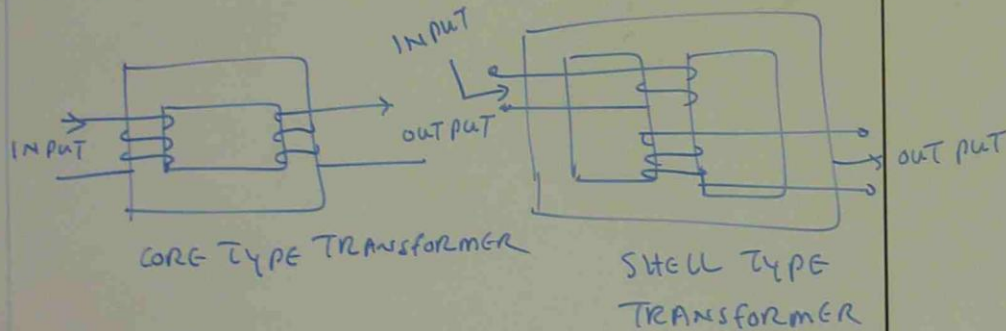 INPUT
OUTPUT
CORE TYPE TRANSFORMER
INPUT
OUTPUT
SHELL TYPE
TRANSFORMER